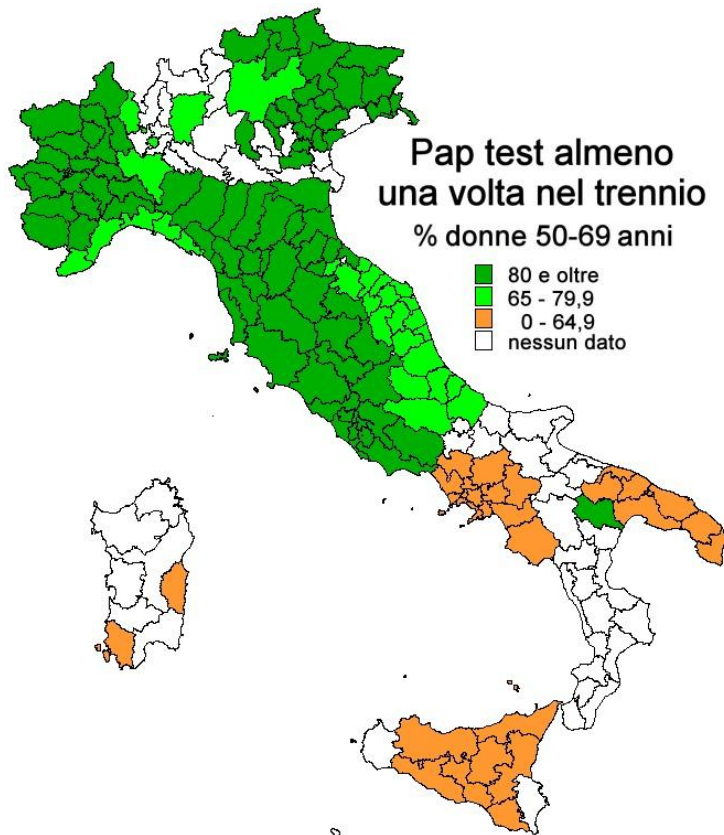 Pap test almeno
una volta nel trennio
% donne 50-69 anni
80 e oltre
65 - 79,9
0 - 64,9
nessun dato